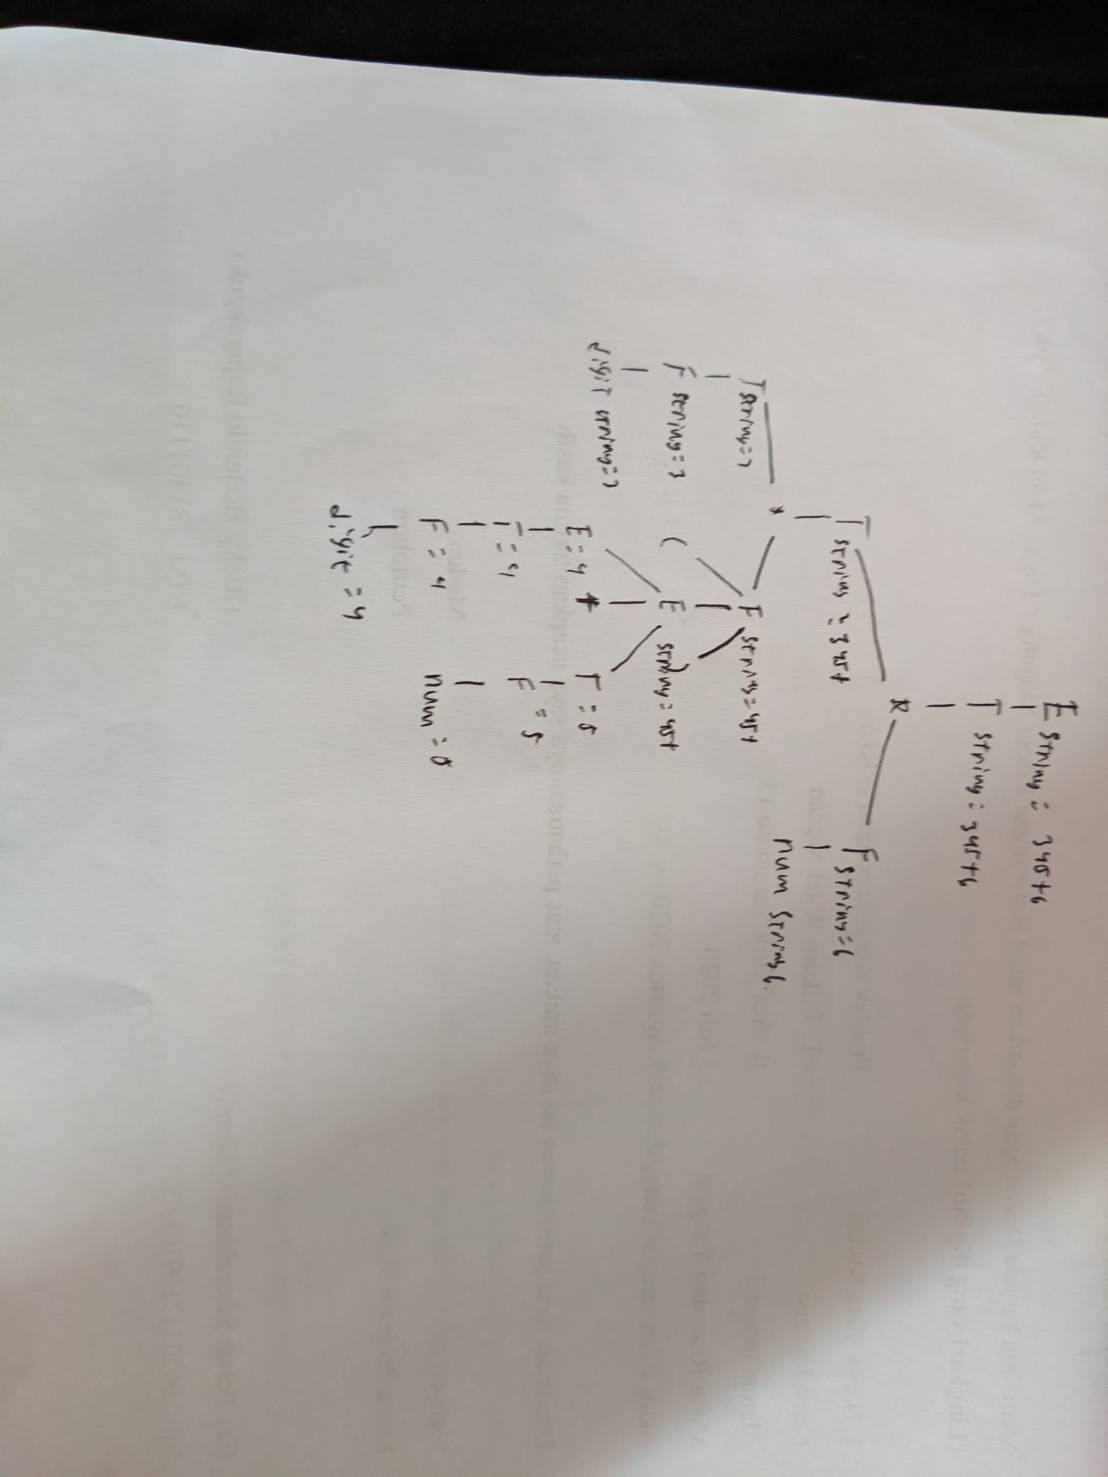 E string = 345+6
T string = 345+6
*
T string = 345+
F string=6
num string 6.
*
F string=45+
T string=3
( E string=45+
F string=3
E=4 + T=5
digit string=3
T=4 F=5
F=4 num=5
digit=4